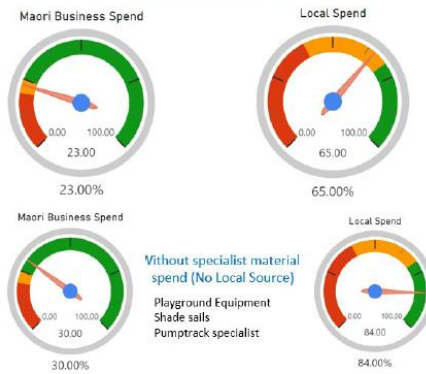 Maori Business Spend
Local Spend
0.00 100.00
23.00
23.00%
0.00 100.00
65.00
65.00%
Maori Business Spend
0.00 100.00
30.00
30.00%
Without specialist material
spend (No Local Source)
Playground Equipment
Shade sails
Pumptrack specialist
Local Spend
0.00 100.00
84.00
84.00%